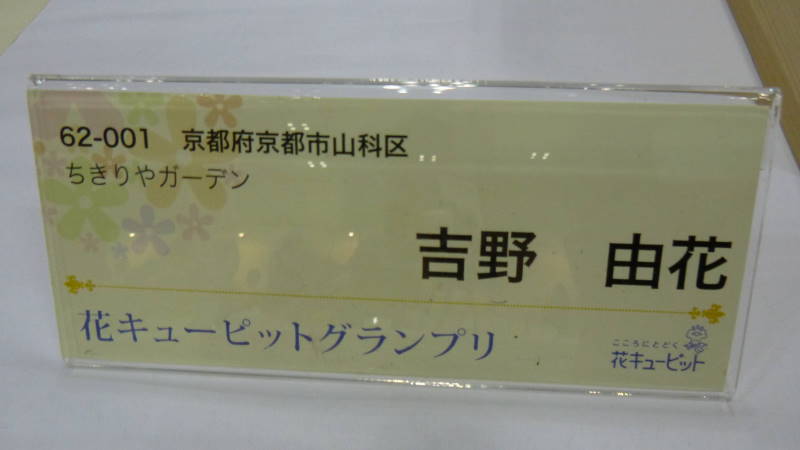 62-001　京都府京都市山科区
ちきりやガーデン
吉野　由花
花キューピットグランプリ
こころにとどく
花キューピット